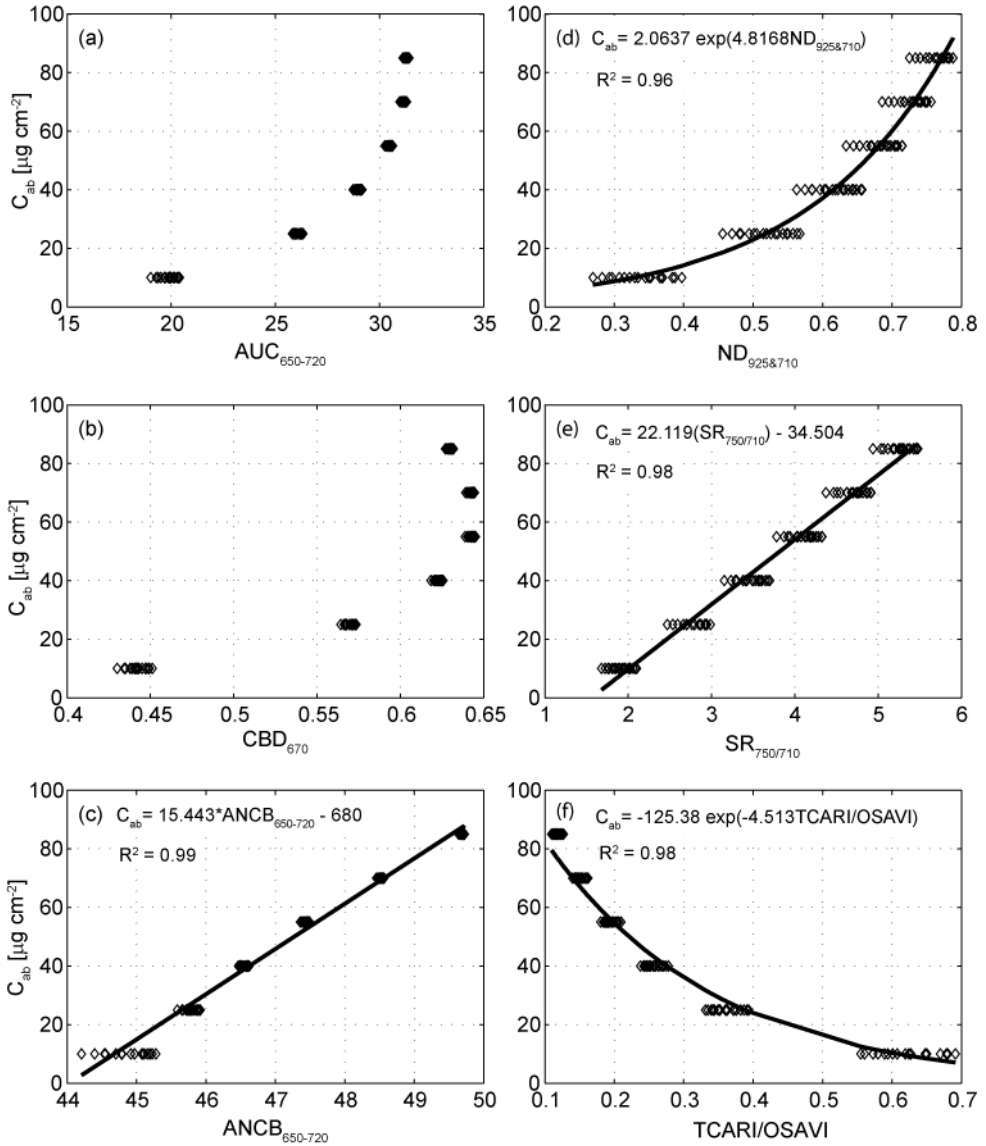 (a)
100
80
60
40
20
0
C_ab [μg cm⁻²]
15 20 25 30 35
AUC_650-720
(d) C_ab = 2.0637 exp(4.8168ND_925&710)
R² = 0.96
100
80
60
40
20
0
0.2 0.3 0.4 0.5 0.6 0.7 0.8
ND_925&710
(b)
100
80
60
40
20
0
C_ab [μg cm⁻²]
0.4 0.45 0.5 0.55 0.6 0.65
CBD_670
(e) C_ab = 22.119(SR_750/710) - 34.504
R² = 0.98
100
80
60
40
20
0
1 2 3 4 5 6
SR_750/710
(c) C_ab = 15.443*ANCB_650-720 - 680
R² = 0.99
100
80
60
40
20
0
C_ab [μg cm⁻²]
44 45 46 47 48 49 50
ANCB_650-720
(f) C_ab = -125.38 exp(-4.513TCARI/OSAVI)
R² = 0.98
100
80
60
40
20
0
0.1 0.2 0.3 0.4 0.5 0.6 0.7
TCARI/OSAVI